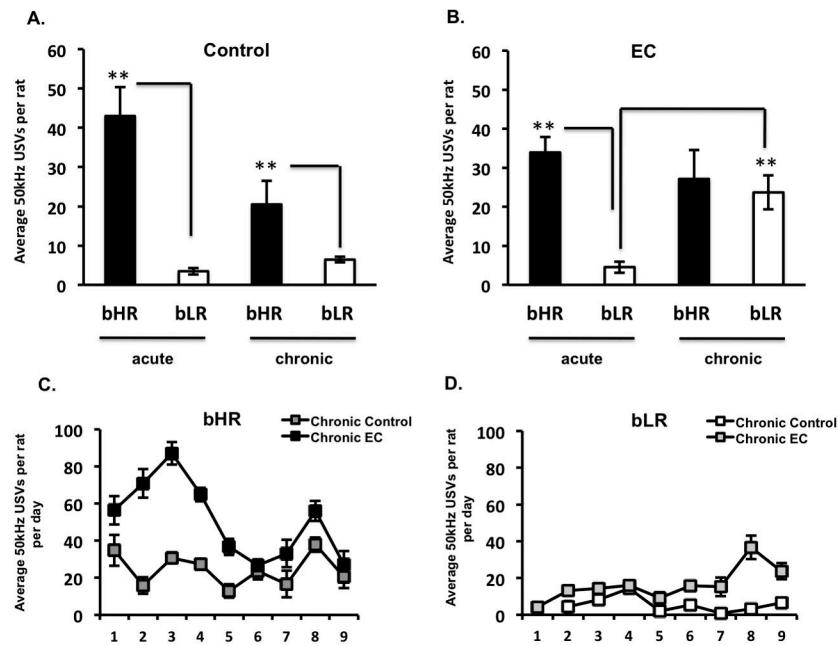 A.
Control
Average 50kHz USVs per rat
60
50
40
30
20
10
0
**
**
bHR
bLR
bHR
bLR
acute
chronic
B.
EC
Average 50kHz USVs per rat
60
50
40
30
20
10
0
**
**
bHR
bLR
bHR
bLR
acute
chronic
C.
bHR
Chronic Control
Chronic EC
Average 50kHz USVs per rat
per day
100
80
60
40
20
0
1 2 3 4 5 6 7 8 9
D.
bLR
Chronic Control
Chronic EC
Average 50kHz USVs per rat
per day
100
80
60
40
20
0
1 2 3 4 5 6 7 8 9